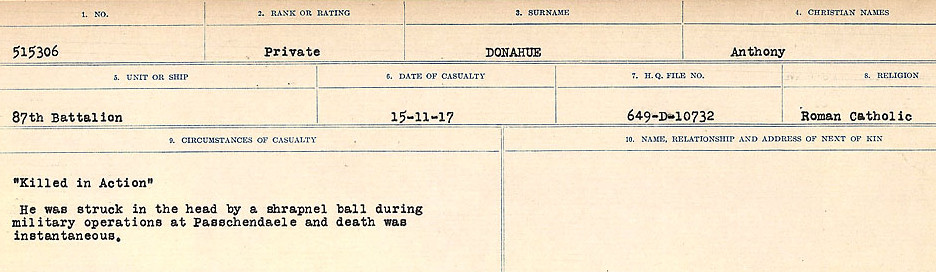 1. NO. 2. RANK OR RATING 3. SURNAME 4. CHRISTIAN NAMES
515306 Private DONAHUE Anthony
5. UNIT OR SHIP 6. DATE OF CASUALTY 7. H.Q. FILE NO. 8. RELIGION
87th Battalion 15-11-17 649-D-10732 Roman Catholic
9. CIRCUMSTANCES OF CASUALTY 10. NAME, RELATIONSHIP AND ADDRESS OF NEXT OF KIN
"Killed in Action"
He was struck in the head by a shrapnel ball during
military operations at Passchendaele and death was
instantaneous.